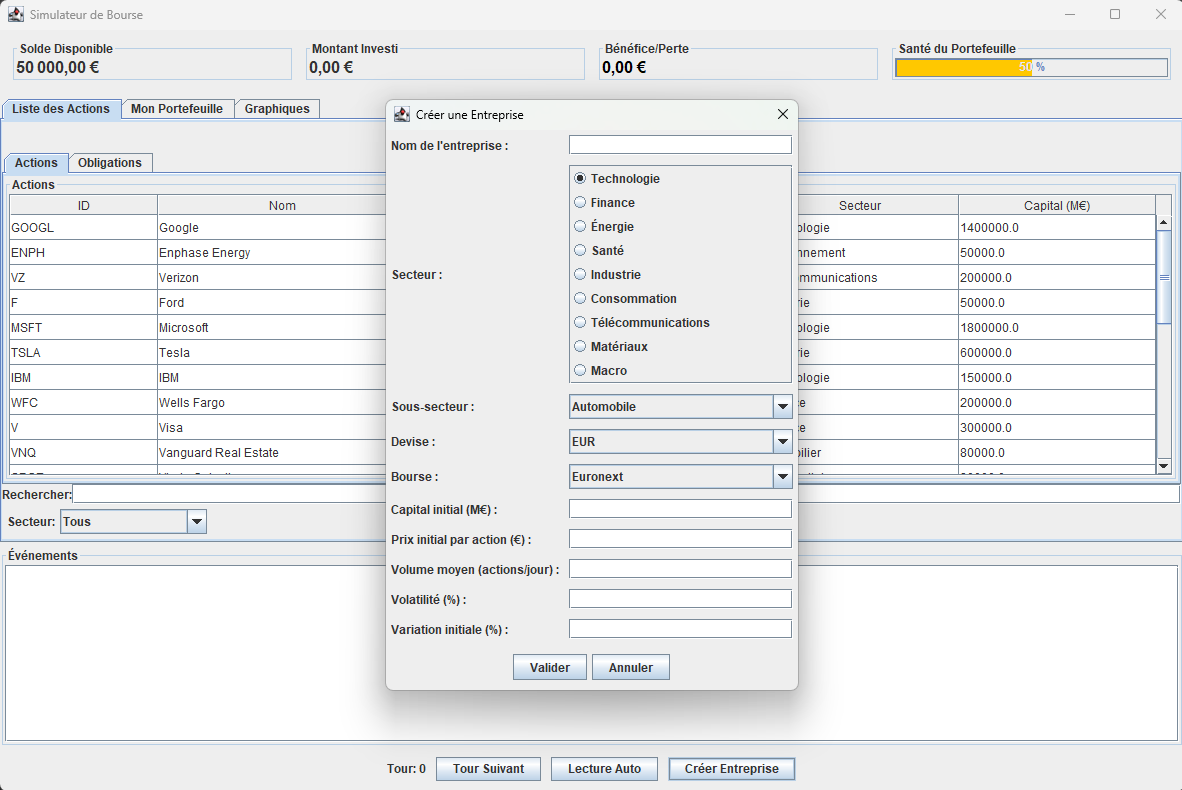 Simulateur de Bourse
Solde Disponible
50 000,00 €
Montant Investi
0,00 €
Bénéfice/Perte
0,00 €
Santé du Portefeuille
50 %
Liste des Actions Mon Portefeuille Graphiques
Actions Obligations
Actions
ID Nom Secteur Capital (M€)
GOOGL Google ologie 1400000.0
ENPH Enphase Energy nnement 50000.0
VZ Verizon mmunications 200000.0
F Ford rie 50000.0
MSFT Microsoft ologie 1800000.0
TSLA Tesla rie 600000.0
IBM IBM ologie 150000.0
WFC Wells Fargo ce 200000.0
V Visa ce 300000.0
VNQ Vanguard Real Estate bilier 80000.0
Rechercher:
Secteur: Tous
Événements
Créer une Entreprise
Nom de l'entreprise :
Secteur :
Technologie
Finance
Énergie
Santé
Industrie
Consommation
Télécommunications
Matériaux
Macro
Sous-secteur : Automobile
Devise : EUR
Bourse : Euronext
Capital initial (M€) :
Prix initial par action (€) :
Volume moyen (actions/jour) :
Volatilité (%) :
Variation initiale (%) :
Valider Annuler
Tour: 0 Tour Suivant Lecture Auto Créer Entreprise